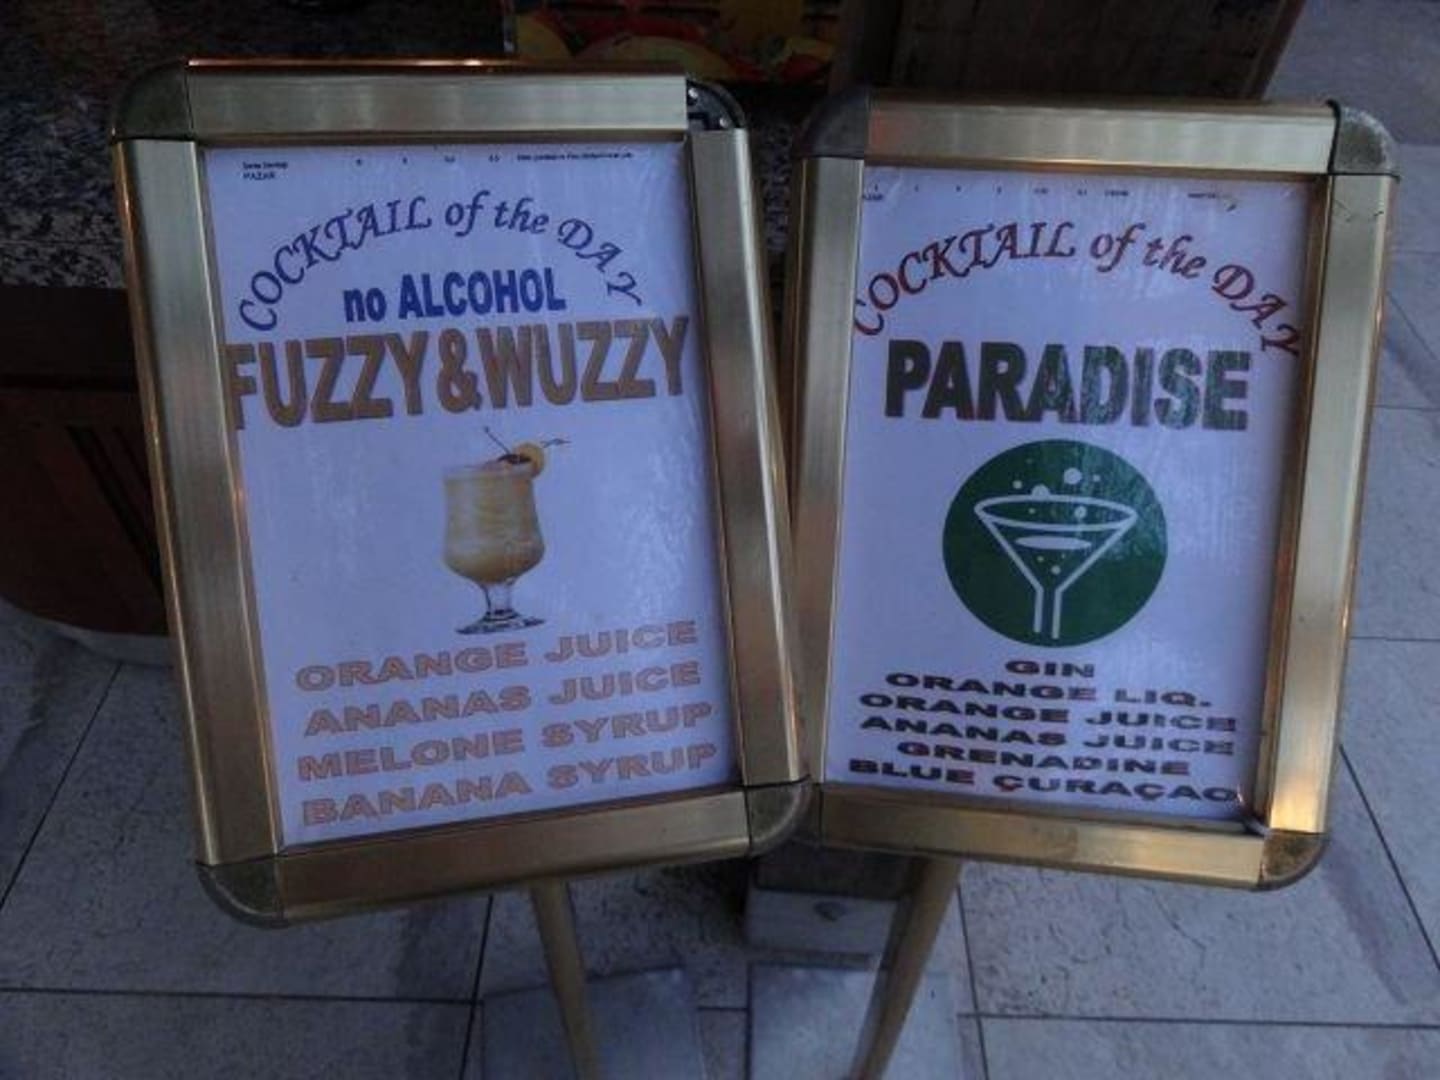 PAZAR
COCKTAIL of the DAY
no ALCOHOL
FUZZY&WUZZY
ORANGE JUICE
ANANAS JUICE
MELONE SYRUP
BANANA SYRUP
COCKTAIL of the DAY
PARADISE
GIN
ORANGE LIQ.
ORANGE JUICE
ANANAS JUICE
GRENADINE
BLUE ÇURAÇAO